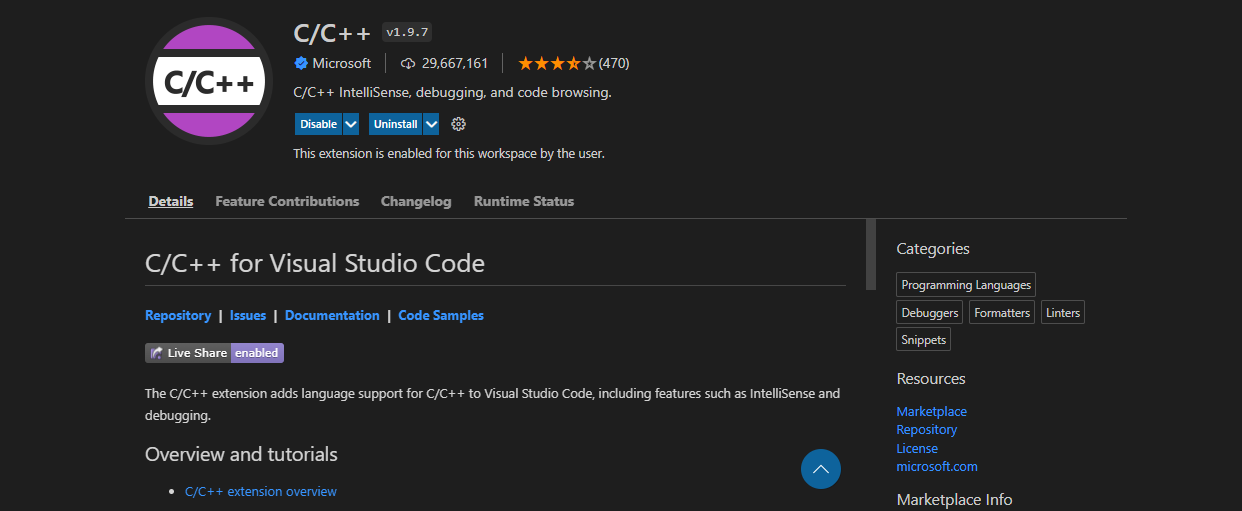 C/C++
C/C++ v1.9.7
Microsoft 29,667,161 (470)
C/C++ IntelliSense, debugging, and code browsing.
Disable Uninstall
This extension is enabled for this workspace by the user.
Details Feature Contributions Changelog Runtime Status
C/C++ for Visual Studio Code
Repository | Issues | Documentation | Code Samples
Live Share enabled
The C/C++ extension adds language support for C/C++ to Visual Studio Code, including features such as IntelliSense and
debugging.
Overview and tutorials
• C/C++ extension overview
Categories
Programming Languages
Debuggers Formatters Linters
Snippets
Resources
Marketplace
Repository
License
microsoft.com
Marketplace Info